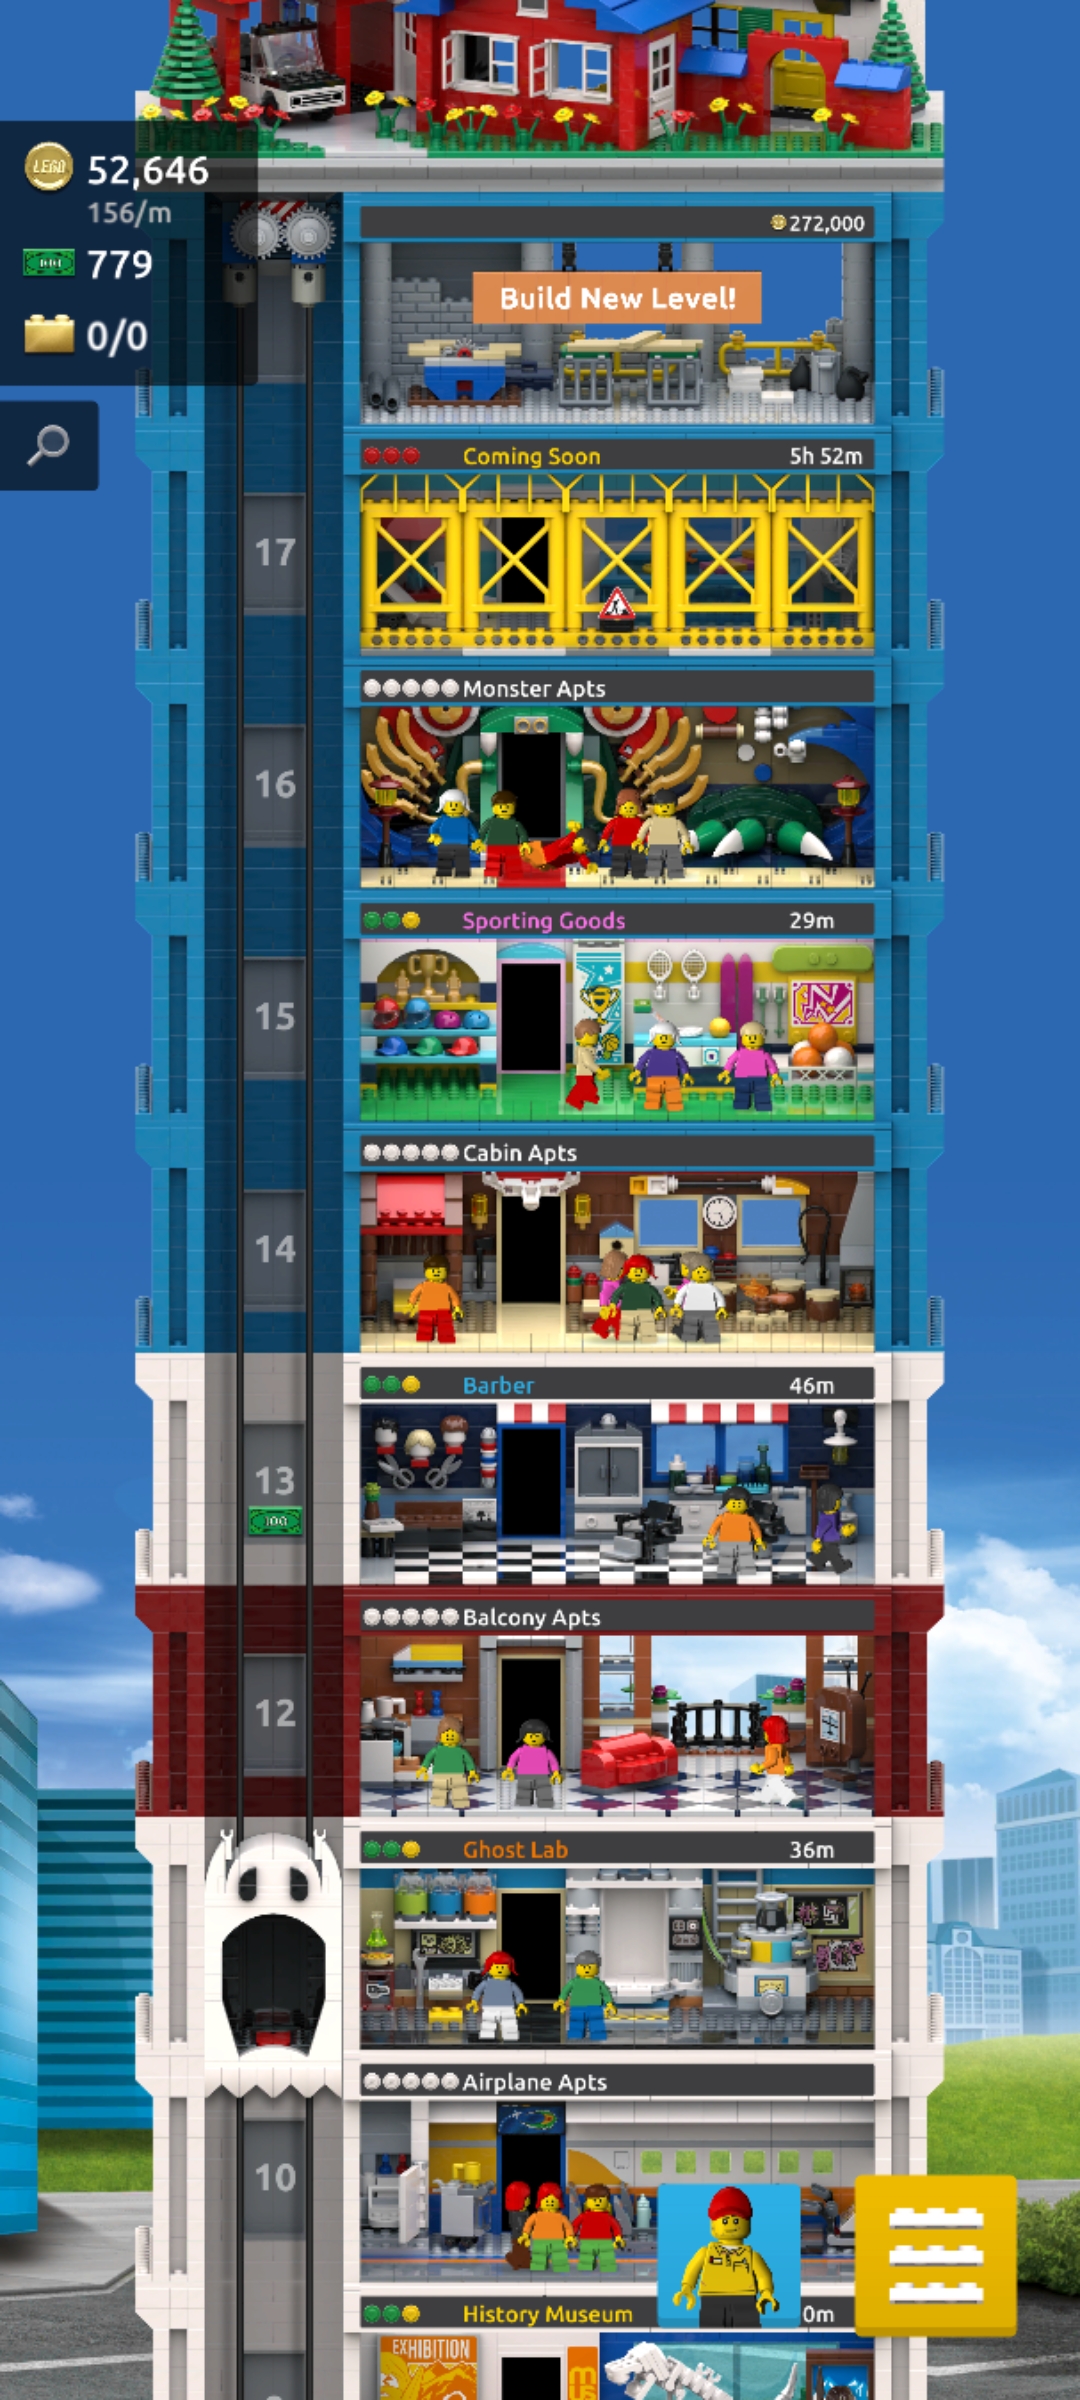 LEGO
52,646
156/m
779
0/0
272,000
Build New Level!
Coming Soon 5h 52m
17
Monster Apts
16
Sporting Goods 29m
15
Cabin Apts
14
Barber 46m
13
100
Balcony Apts
12
Ghost Lab 36m
Airplane Apts
10
History Museum 0m
EXHIBITION